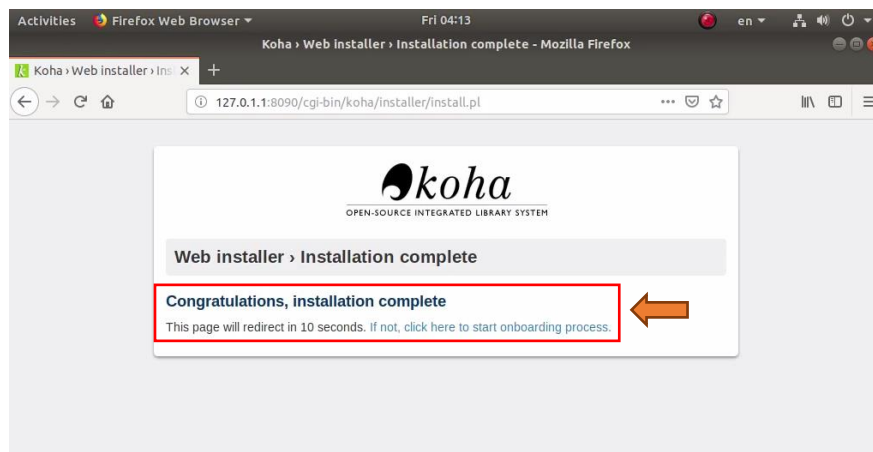 Activities Firefox Web Browser Fri 04:13 en
Koha › Web installer › Installation complete - Mozilla Firefox
Koha › Web installer › Ins
127.0.1.1:8090/cgi-bin/koha/installer/install.pl
koha
OPEN-SOURCE INTEGRATED LIBRARY SYSTEM
Web installer › Installation complete
Congratulations, installation complete
This page will redirect in 10 seconds. If not, click here to start onboarding process.